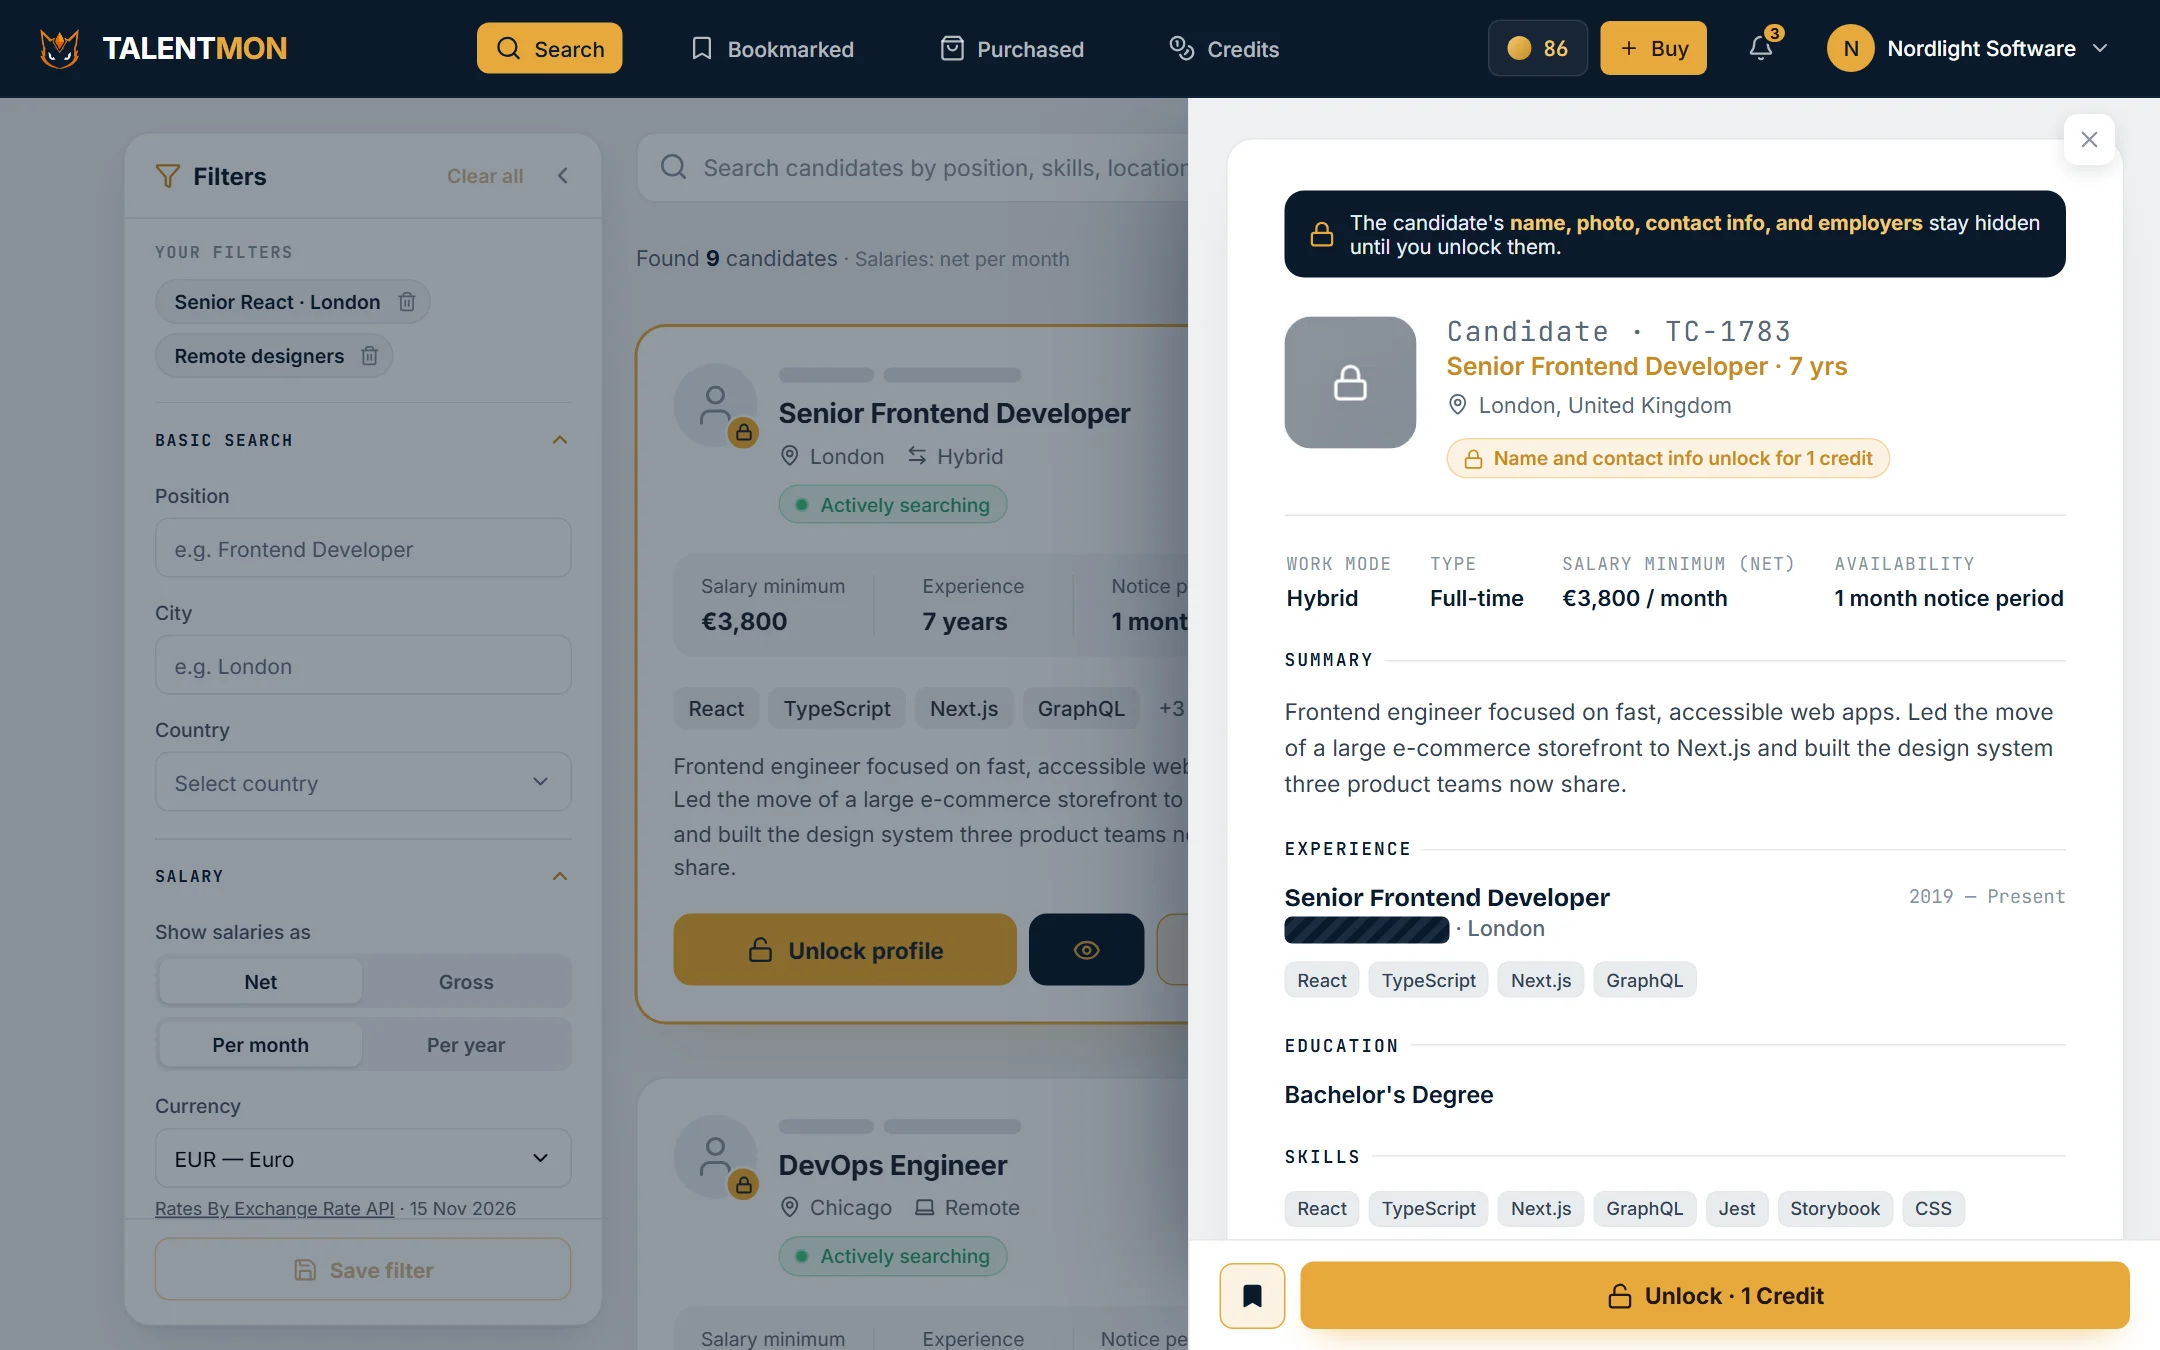 TALENTMON
Search
Bookmarked
Purchased
Credits
86
+ Buy
3
N
Nordlight Software
Filters
Clear all
YOUR FILTERS
Senior React · London
Remote designers
BASIC SEARCH
Position
e.g. Frontend Developer
City
e.g. London
Country
Select country
SALARY
Show salaries as
Net
Gross
Per month
Per year
Currency
EUR — Euro
Rates By Exchange Rate API · 15 Nov 2026
Save filter
Search candidates by position, skills, location
Found 9 candidates · Salaries: net per month
Senior Frontend Developer
London
Hybrid
Actively searching
Salary minimum
€3,800
Experience
7 years
Notice p
1 mont
React
TypeScript
Next.js
GraphQL
+3
Frontend engineer focused on fast, accessible web
Led the move of a large e-commerce storefront to
and built the design system three product teams n
share.
Unlock profile
DevOps Engineer
Chicago
Remote
Actively searching
Salary minimum
Experience
Notice pe
The candidate's name, photo, contact info, and employers stay hidden
until you unlock them.
Candidate · TC-1783
Senior Frontend Developer · 7 yrs
London, United Kingdom
Name and contact info unlock for 1 credit
WORK MODE
Hybrid
TYPE
Full-time
SALARY MINIMUM (NET)
€3,800 / month
AVAILABILITY
1 month notice period
SUMMARY
Frontend engineer focused on fast, accessible web apps. Led the move
of a large e-commerce storefront to Next.js and built the design system
three product teams now share.
EXPERIENCE
Senior Frontend Developer
2019 — Present
· London
React
TypeScript
Next.js
GraphQL
EDUCATION
Bachelor's Degree
SKILLS
React
TypeScript
Next.js
GraphQL
Jest
Storybook
CSS
Unlock · 1 Credit